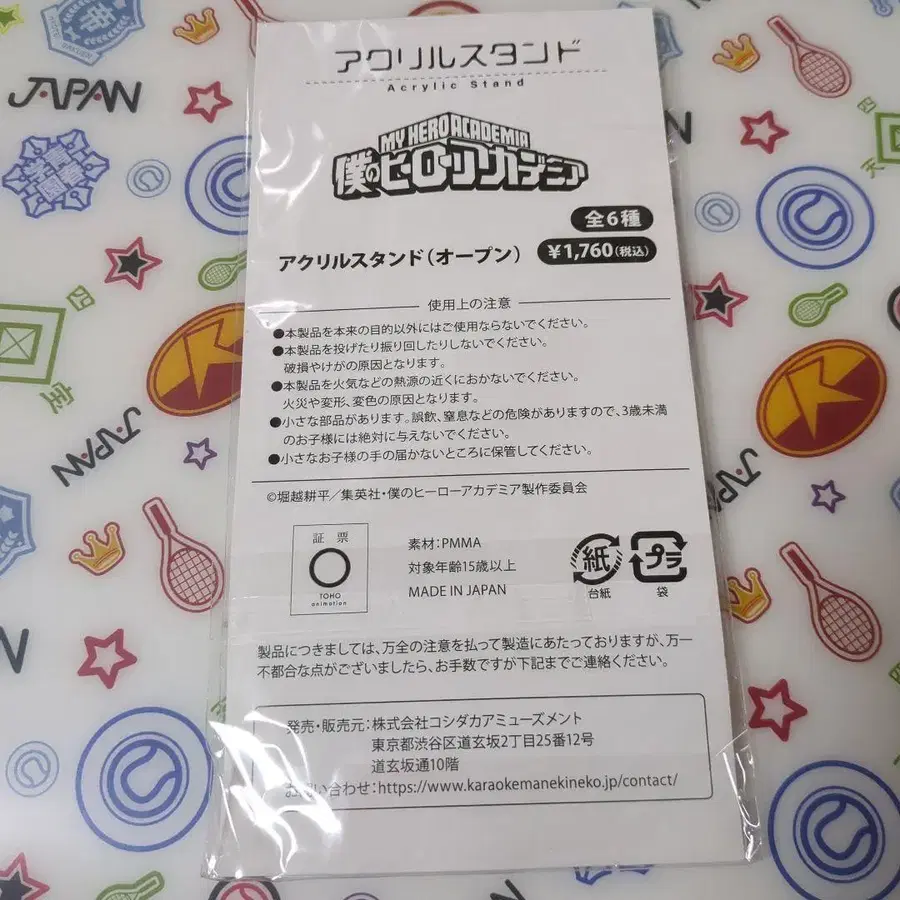 アクリルスタンド
Acrylic Stand
MY HERO ACADEMIA
僕のヒーローアカデミア
全6種
アクリルスタンド(オープン) ¥1,760(税込)
使用上の注意
●本製品を本来の目的以外にはご使用ならないでください。
●本製品を投げたり振り回したりしないでください。
破損やけがの原因となります。
●本製品を火気などの熱源の近くにおかないでください。
火災や変形、変色の原因となります。
●小さな部品があります。誤飲、窒息などの危険がありますので、3歳未満
のお子様には絶対に与えないでください。
●小さなお子様の手の届かないところに保管してください。
©堀越耕平/集英社・僕のヒーローアカデミア製作委員会
証票
TOHO
animation
素材:PMMA
対象年齢15歳以上
MADE IN JAPAN
紙
台紙
プラ
袋
製品につきましては、万全の注意を払って製造にあたっておりますが、万一
不都合な点がございましたら、お手数ですが下記までご連絡ください。
発売・販売元:株式会社コシダカアミューズメント
東京都渋谷区道玄坂2丁目25番12号
道玄坂通10階
お問い合わせ:https://www.karaokemanekineko.jp/contact/
JAPAN
JAPAN
JAPAN
青春学園